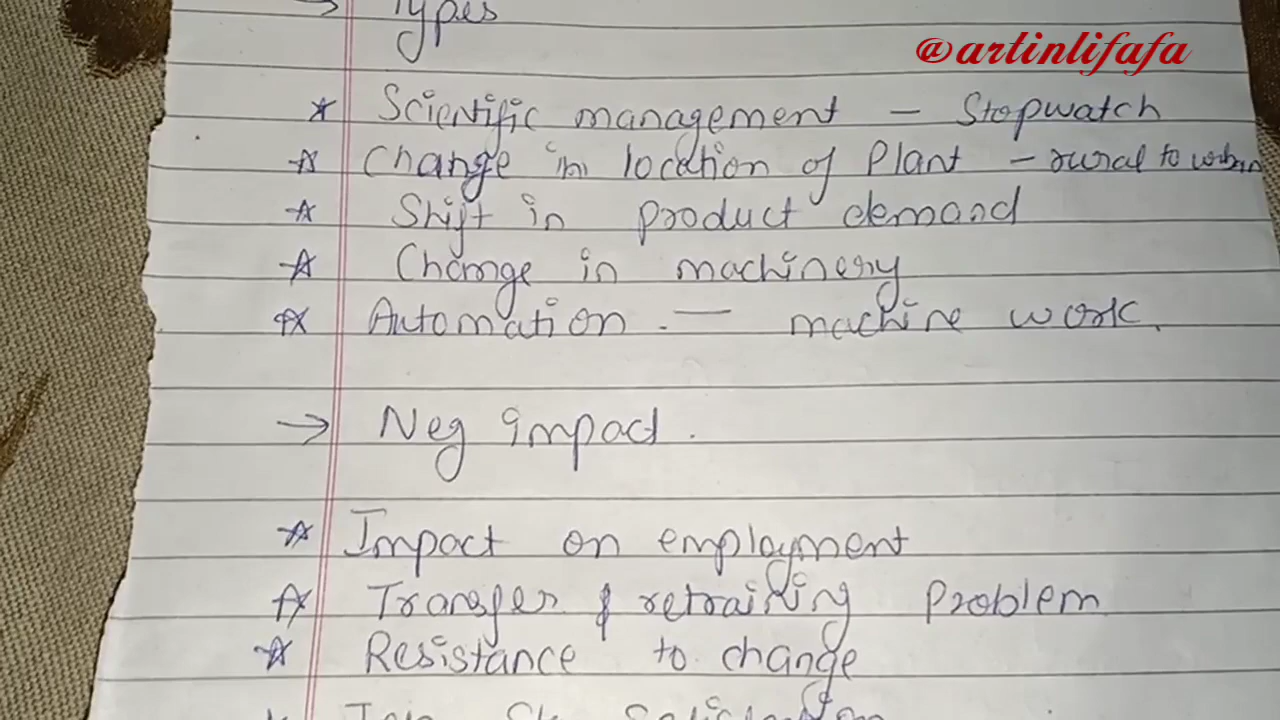 → Types
@artinlifafa
* Scientific management - Stopwatch
* Change in location of Plant - rural to urban
* Shift in product demand
* Change in machinery
* Automation. — machine work.
→ Neg impact.
* Impact on employment
* Transfer & retraining Problem
* Resistance to change